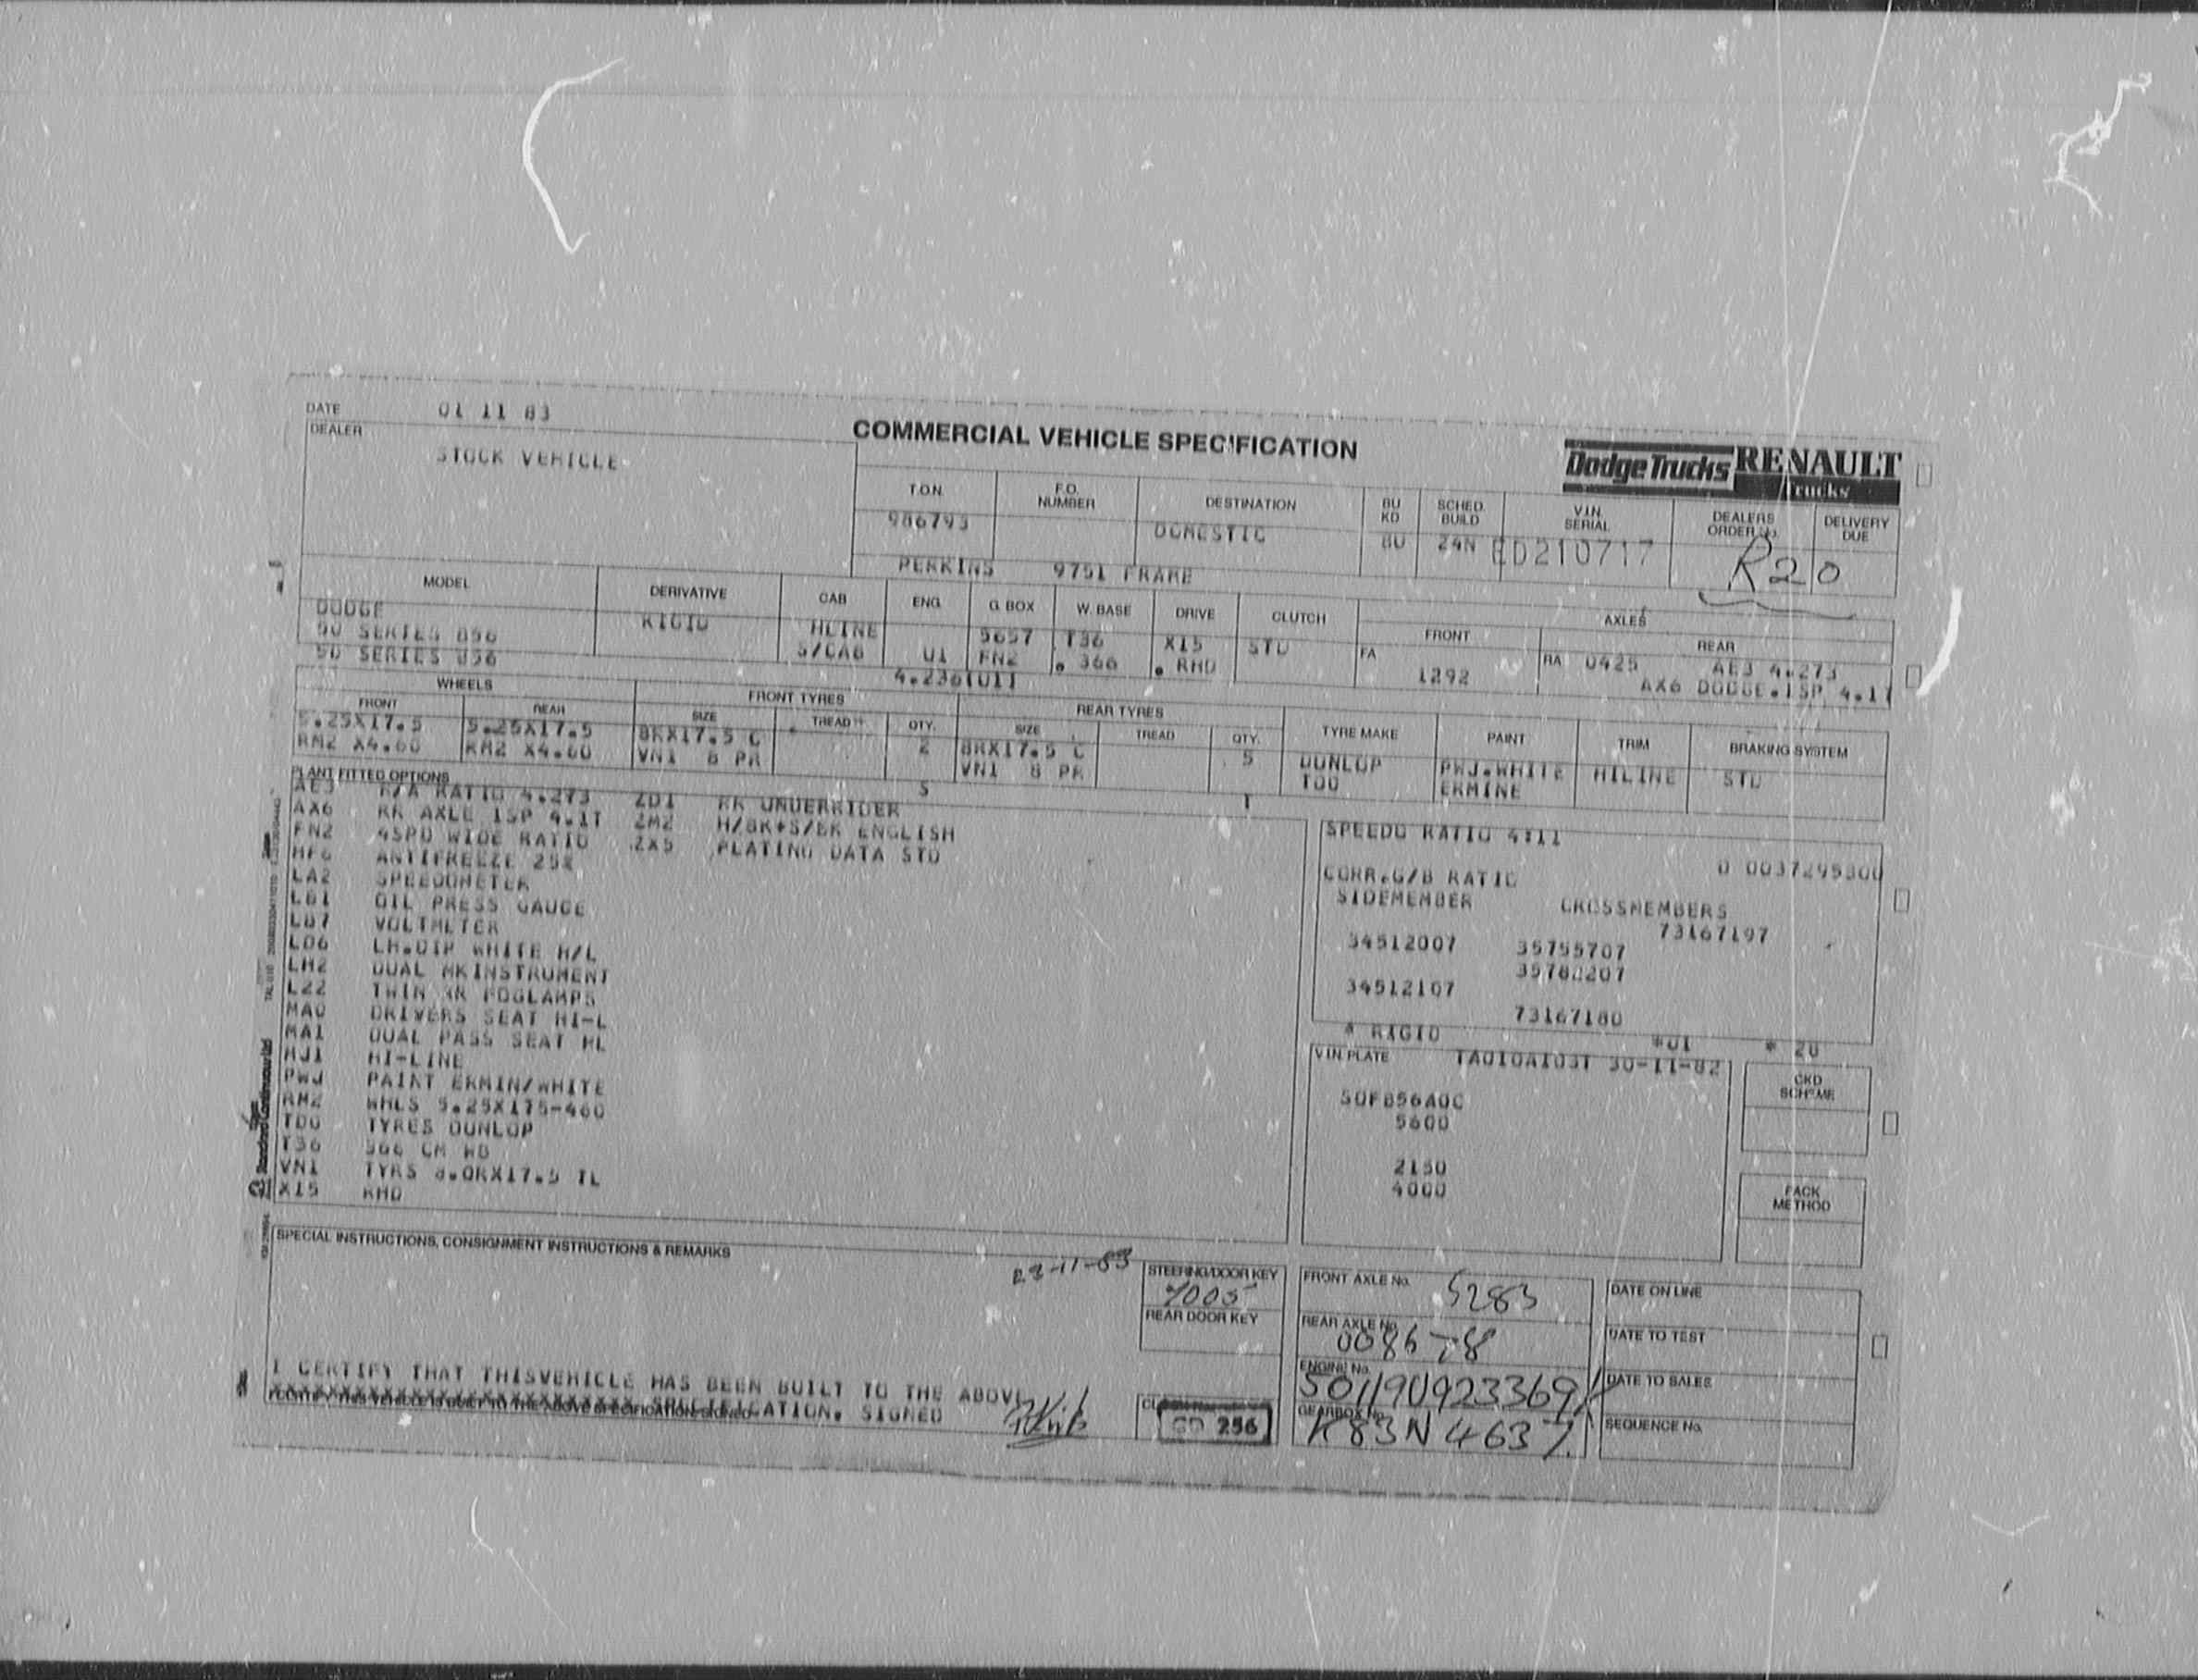 DATE 01 11 83
DEALER
STOCK VEHICLE
COMMERCIAL VEHICLE SPECIFICATION
Dodge Trucks RENAULT Trucks
T.O.N. F.O. NUMBER DESTINATION BU KD SCHED. BUILD V.I.N. SERIAL DEALERS ORDER No. DELIVERY DUE
986793 DOMESTIC BU 24N ED210717 R20
PERKINS 9751 FRAME
MODEL DERIVATIVE CAB ENG. G. BOX W. BASE DRIVE CLUTCH AXLES
FRONT REAR
DODGE RIGID HLINE 5657 T36 X15 STD FA RA 0425 AE3 4.273
50 SERIES 856 S/CAB U1 FN2 . 366 . RHD 1292 AX6 DODGE.1SP 4.11
50 SERIES 856 4.236(U1)
WHEELS FRONT TYRES REAR TYRES
FRONT REAR SIZE TREAD QTY. SIZE TREAD QTY. TYRE MAKE PAINT TRIM BRAKING SYSTEM
5.25X17.5 5.25X17.5 8RX17.5 C 2 8RX17.5 C 5 DUNLOP PWJ.WHITE HILINE STD
RM2 X4.60 RM2 X4.60 VN1 8 PR VN1 8 PR TD0 ERMINE
PLANT FITTED OPTIONS S T
AE3 R/A RATIO 4.273 ZD1 RR UNDERRIDER
AX6 RR AXLE 1SP 4.1T ZM2 H/BK+S/BK ENGLISH
FN2 4SPD WIDE RATIO ZX5 PLATING DATA STD
HF6 ANTIFREEZE 25%
LA2 SPEEDOMETER
LB1 OIL PRESS GAUGE
LB7 VOLTMETER
LD6 LH.DIP WHITE H/L
LH2 DUAL MKINSTRUMENT
LZ2 TWIN RR FOGLAMPS
MA0 DRIVERS SEAT HI-L
MA1 DUAL PASS SEAT HL
MJ1 HI-LINE
PWJ PAINT ERMIN/WHITE
RM2 WHLS 5.25X175-460
TD0 TYRES DUNLOP
T36 366 CM WB
VN1 TYRS 8.0RX17.5 TL
X15 RHD
SPEEDO RATIO 4:11
0 0037295300
CORR.G/B RATIO
SIDEMEMBER CROSSMEMBERS
73167197
34512007 35755707
34512107
73167180
* RIGID *U1 * 20
VIN PLATE TA010A103T 30-11-82
50FB56A0C
5600
2150
4000
CKD SCHEME
PACK METHOD
SPECIAL INSTRUCTIONS, CONSIGNMENT INSTRUCTIONS & REMARKS
STEERING/DOOR KEY
REAR DOOR KEY
FRONT AXLE No. 5283
REAR AXLE No.
ENGINE No.
GEARBOX No. K83N 4637
DATE ON LINE
DATE TO TEST
DATE TO SALES
SEQUENCE No.
I CERTIFY THAT THISVEHICLE HAS BEEN BUILT TO THE ABOVE
SPECIFICATION. SIGNED
256